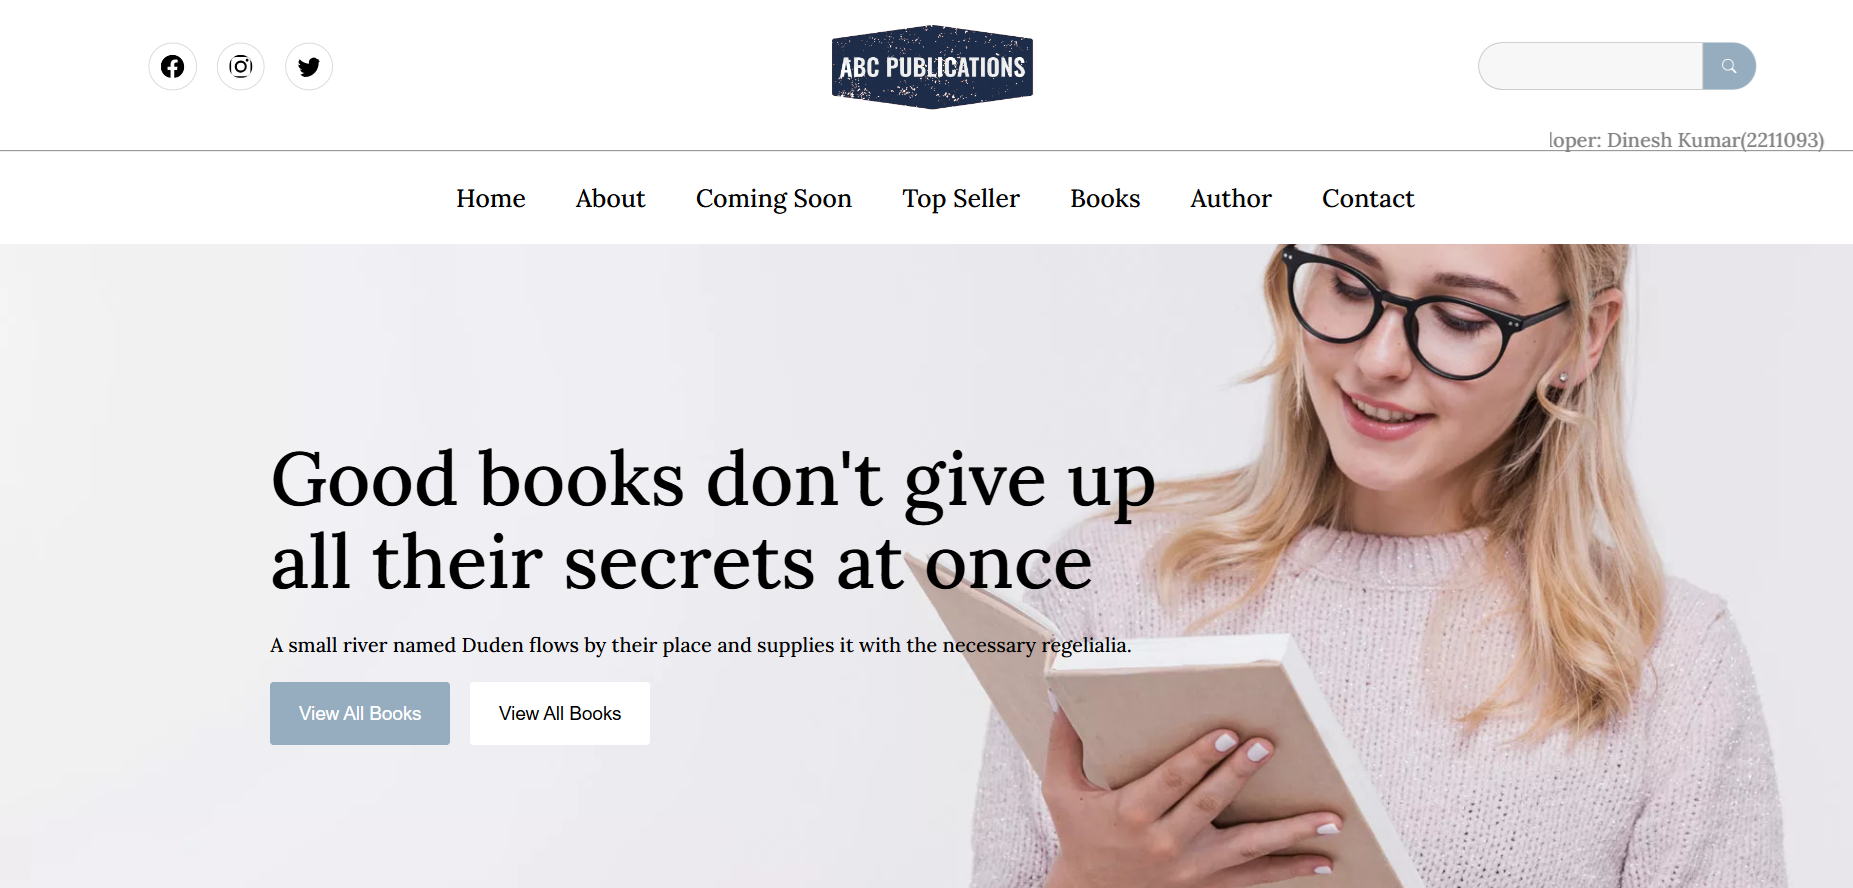 ABC PUBLICATIONS
loper: Dinesh Kumar(2211093)
Home About Coming Soon Top Seller Books Author Contact
Good books don't give up
all their secrets at once
A small river named Duden flows by their place and supplies it with the necessary regelialia.
View All Books View All Books